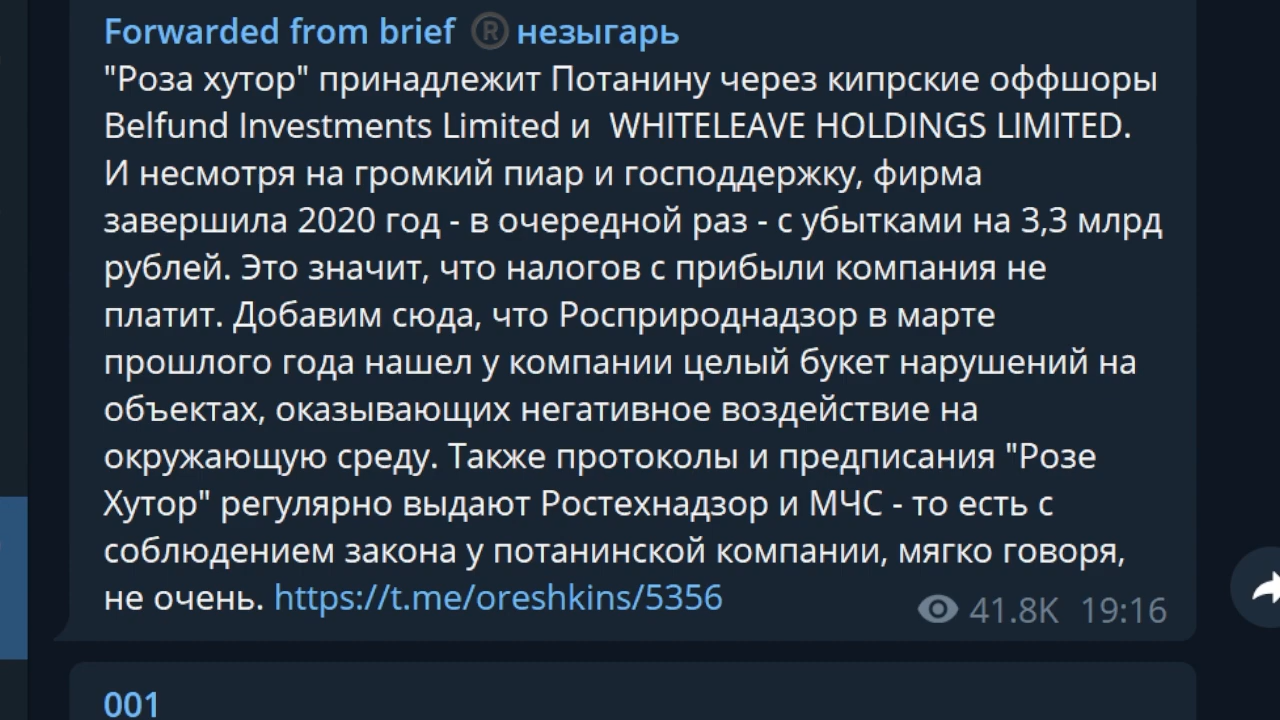 Forwarded from brief ®️ незыгарь
"Роза хутор" принадлежит Потанину через кипрские оффшоры
Belfund Investments Limited и  WHITELEAVE HOLDINGS LIMITED.
И несмотря на громкий пиар и господдержку, фирма
завершила 2020 год - в очередной раз - с убытками на 3,3 млрд
рублей. Это значит, что налогов с прибыли компания не
платит. Добавим сюда, что Росприроднадзор в марте
прошлого года нашел у компании целый букет нарушений на
объектах, оказывающих негативное воздействие на
окружающую среду. Также протоколы и предписания "Розе
Хутор" регулярно выдают Ростехнадзор и МЧС - то есть с
соблюдением закона у потанинской компании, мягко говоря,
не очень. https://t.me/oreshkins/5356
41.8K 19:16
001